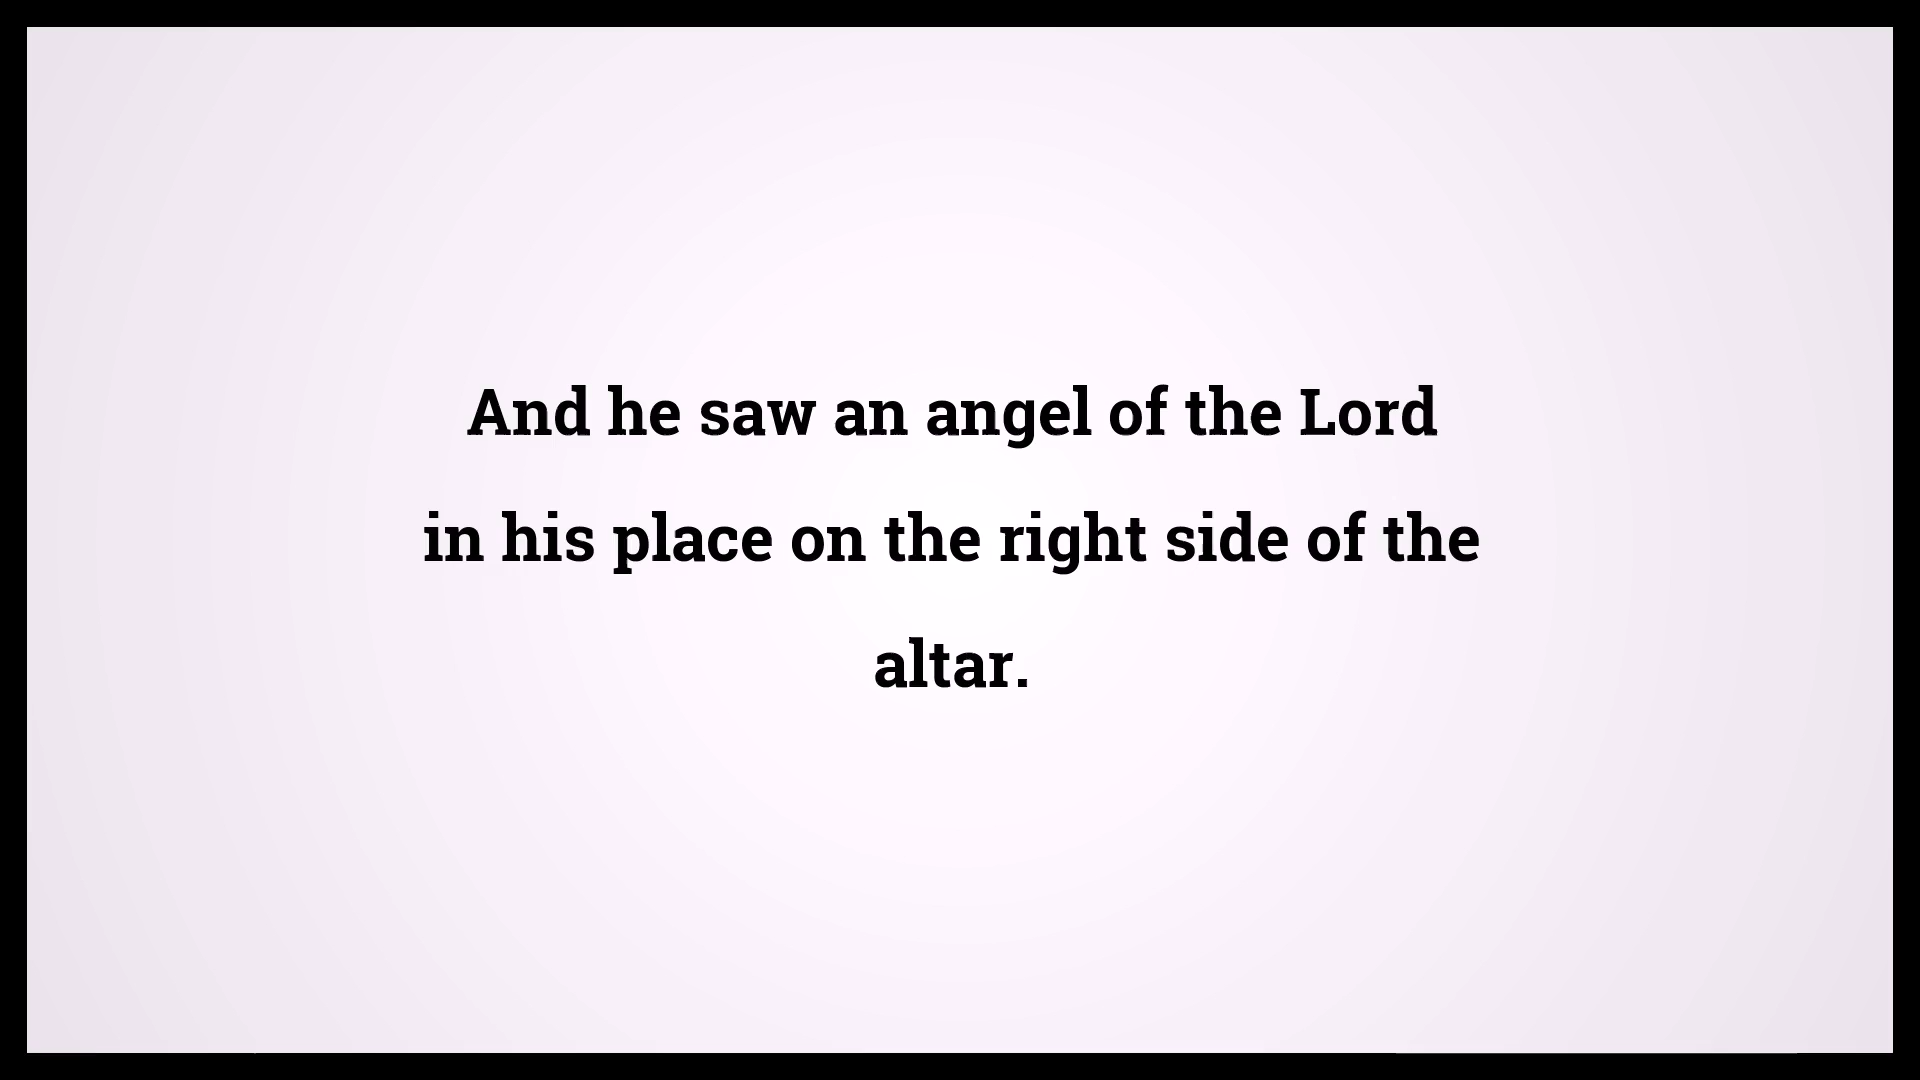 And he saw an angel of the Lord
in his place on the right side of the
altar.